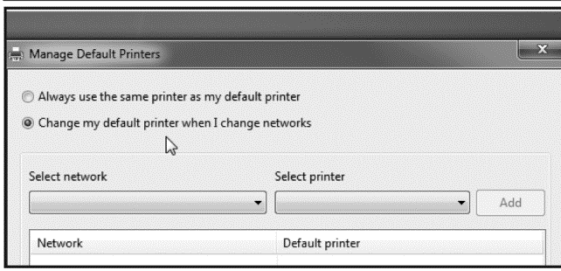 Manage Default Printers
Always use the same printer as my default printer
Change my default printer when I change networks
Select network Select printer
Add
Network Default printer